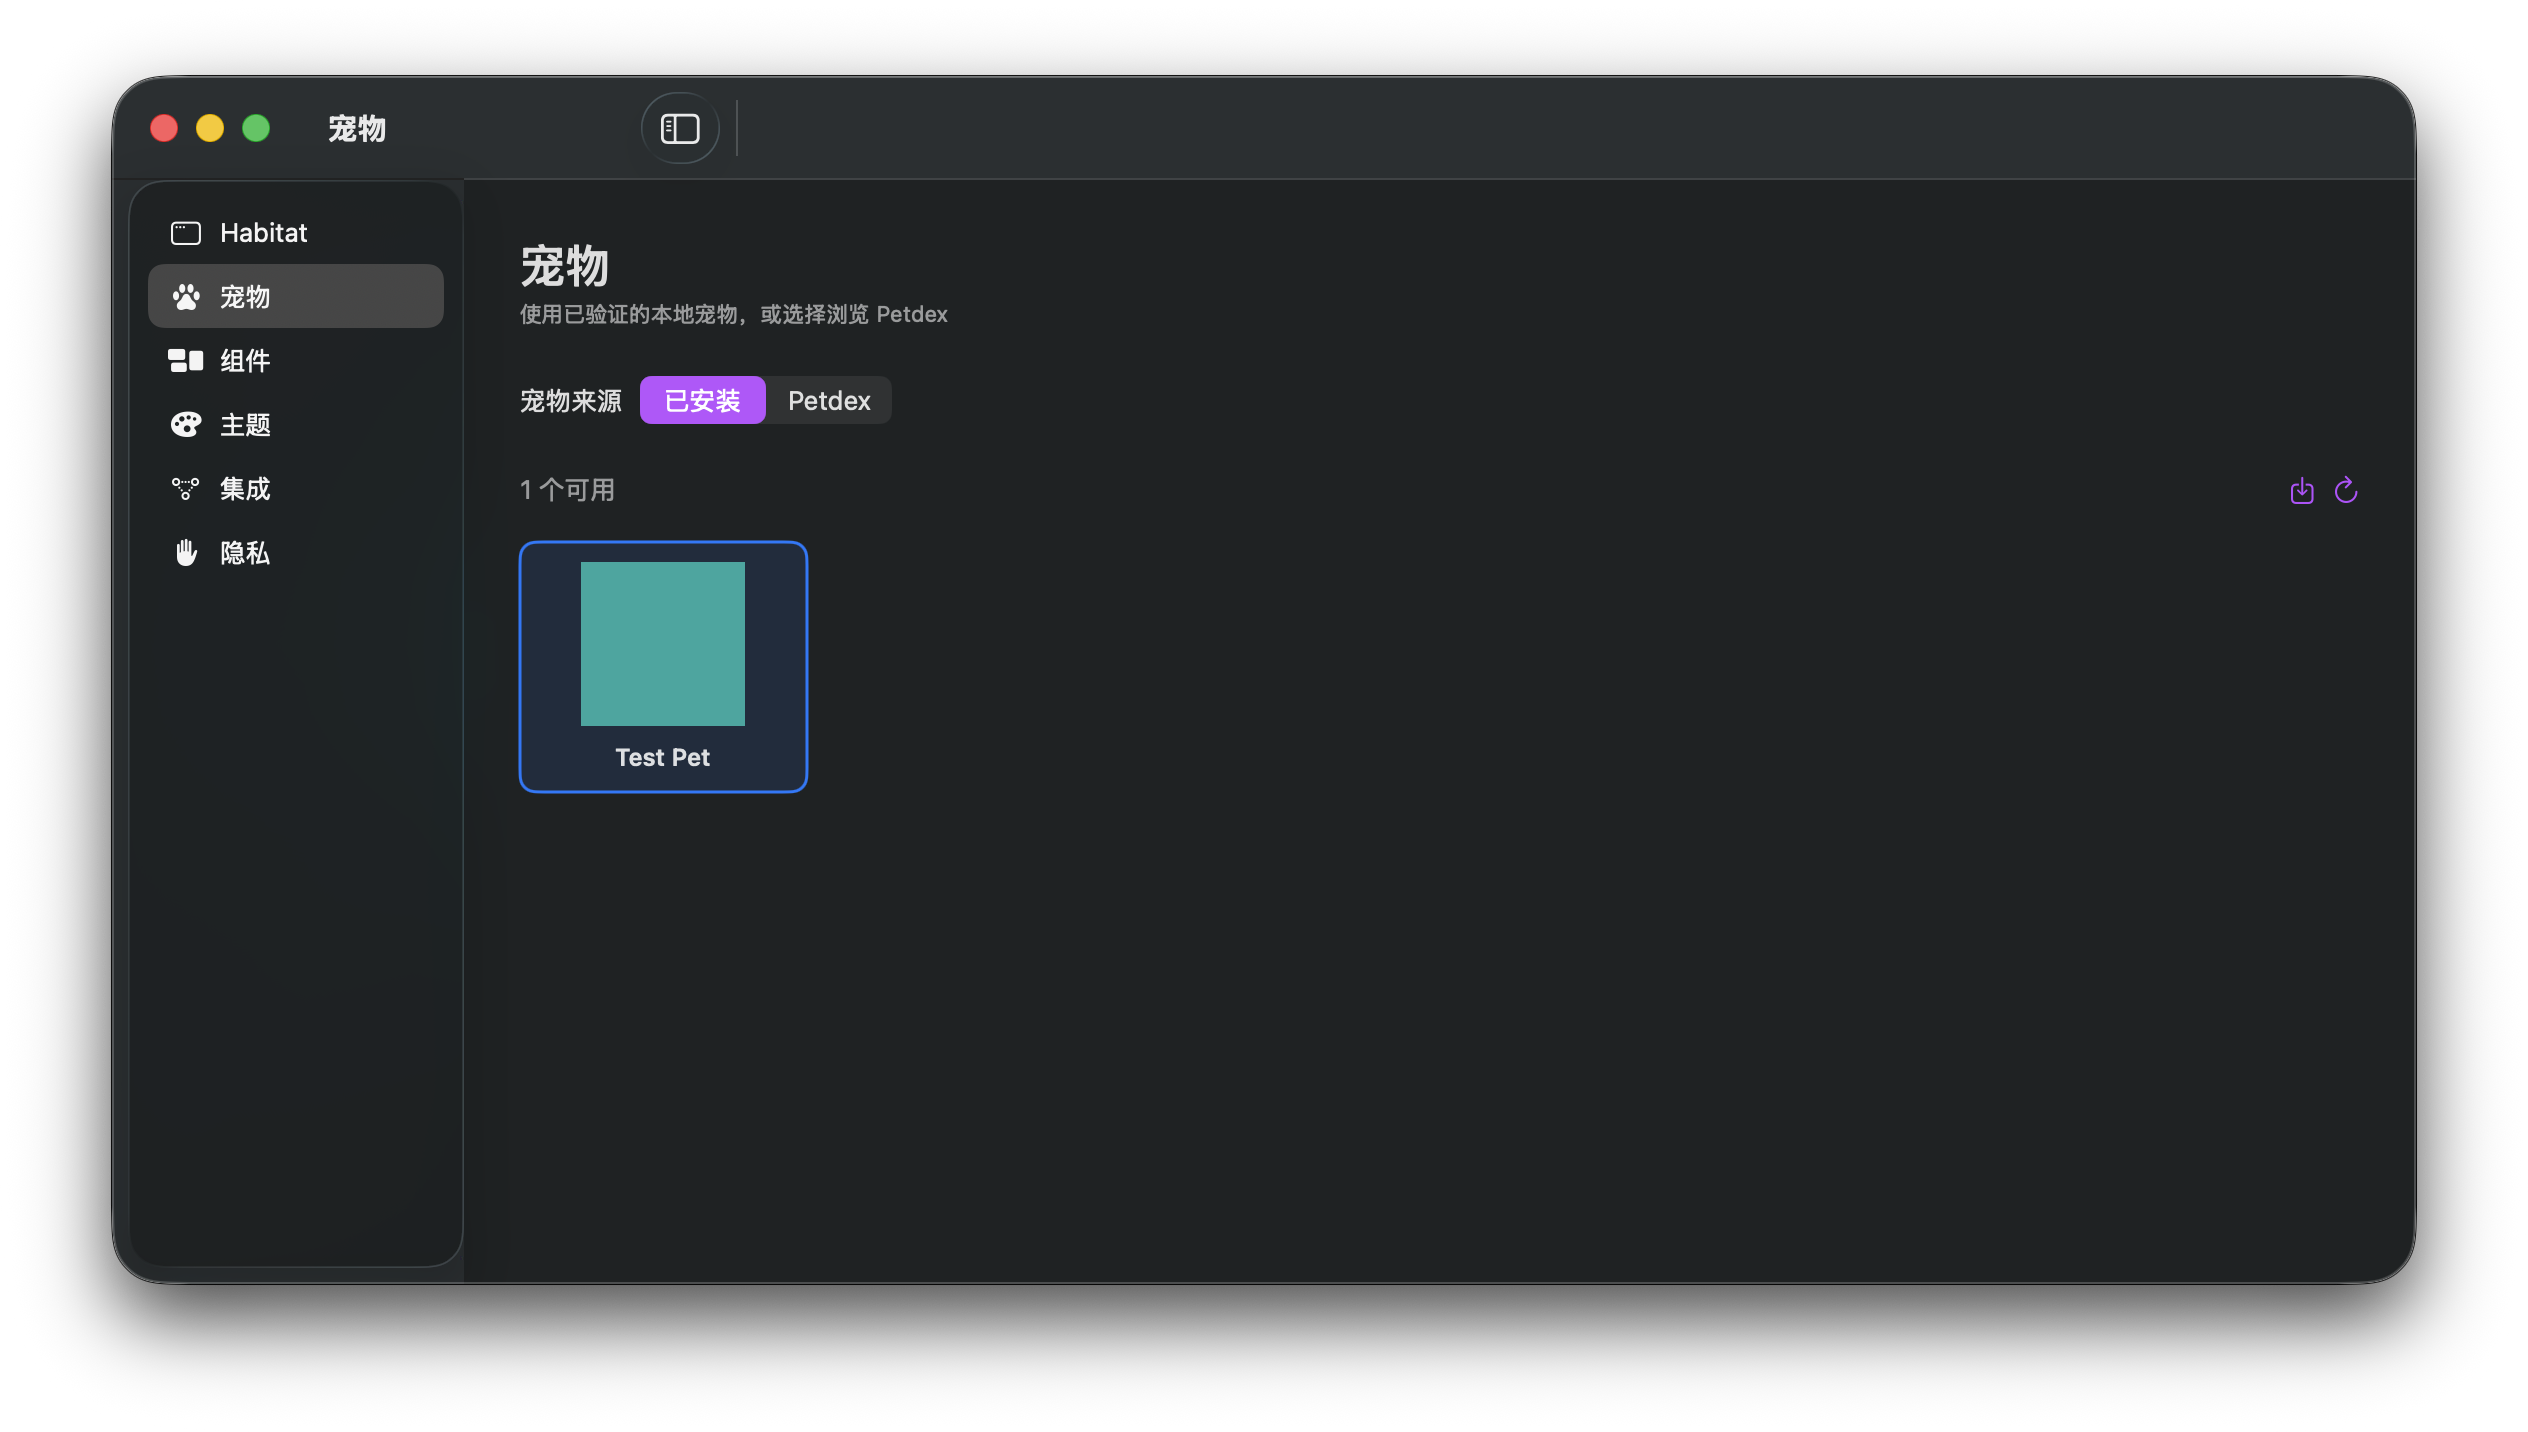 宠物
Habitat
宠物
组件
主题
集成
隐私
宠物
使用已验证的本地宠物，或选择浏览 Petdex
宠物来源 已安装 Petdex
1 个可用
Test Pet